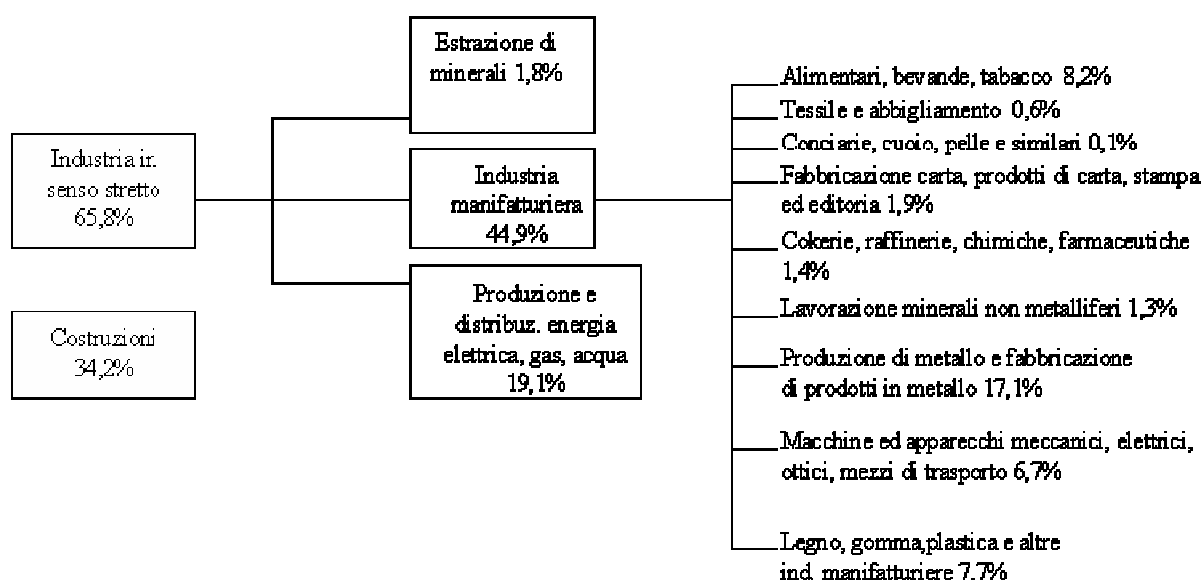 Industria in
senso stretto
65,8%
Costruzioni
34,2%
Estrazione di
minerali 1,8%
Industria
manifatturiera
44,9%
Produzione e
distribuz. energia
elettrica, gas, acqua
19,1%
Alimentari, bevande, tabacco 8,2%
Tessile e abbigliamento 0,6%
Conciarie, cuoio, pelle e similari 0,1%
Fabbricazione carta, prodotti di carta, stampa
ed editoria 1,9%
Cokerie, raffinerie, chimiche, farmaceutiche
1,4%
Lavorazione minerali non metalliferi 1,3%
Produzione di metallo e fabbricazione
di prodotti in metallo 17,1%
Macchine ed apparecchi meccanici, elettrici,
ottici, mezzi di trasporto 6,7%
Legno, gomma,plastica e altre
ind. manifatturiere 7,7%